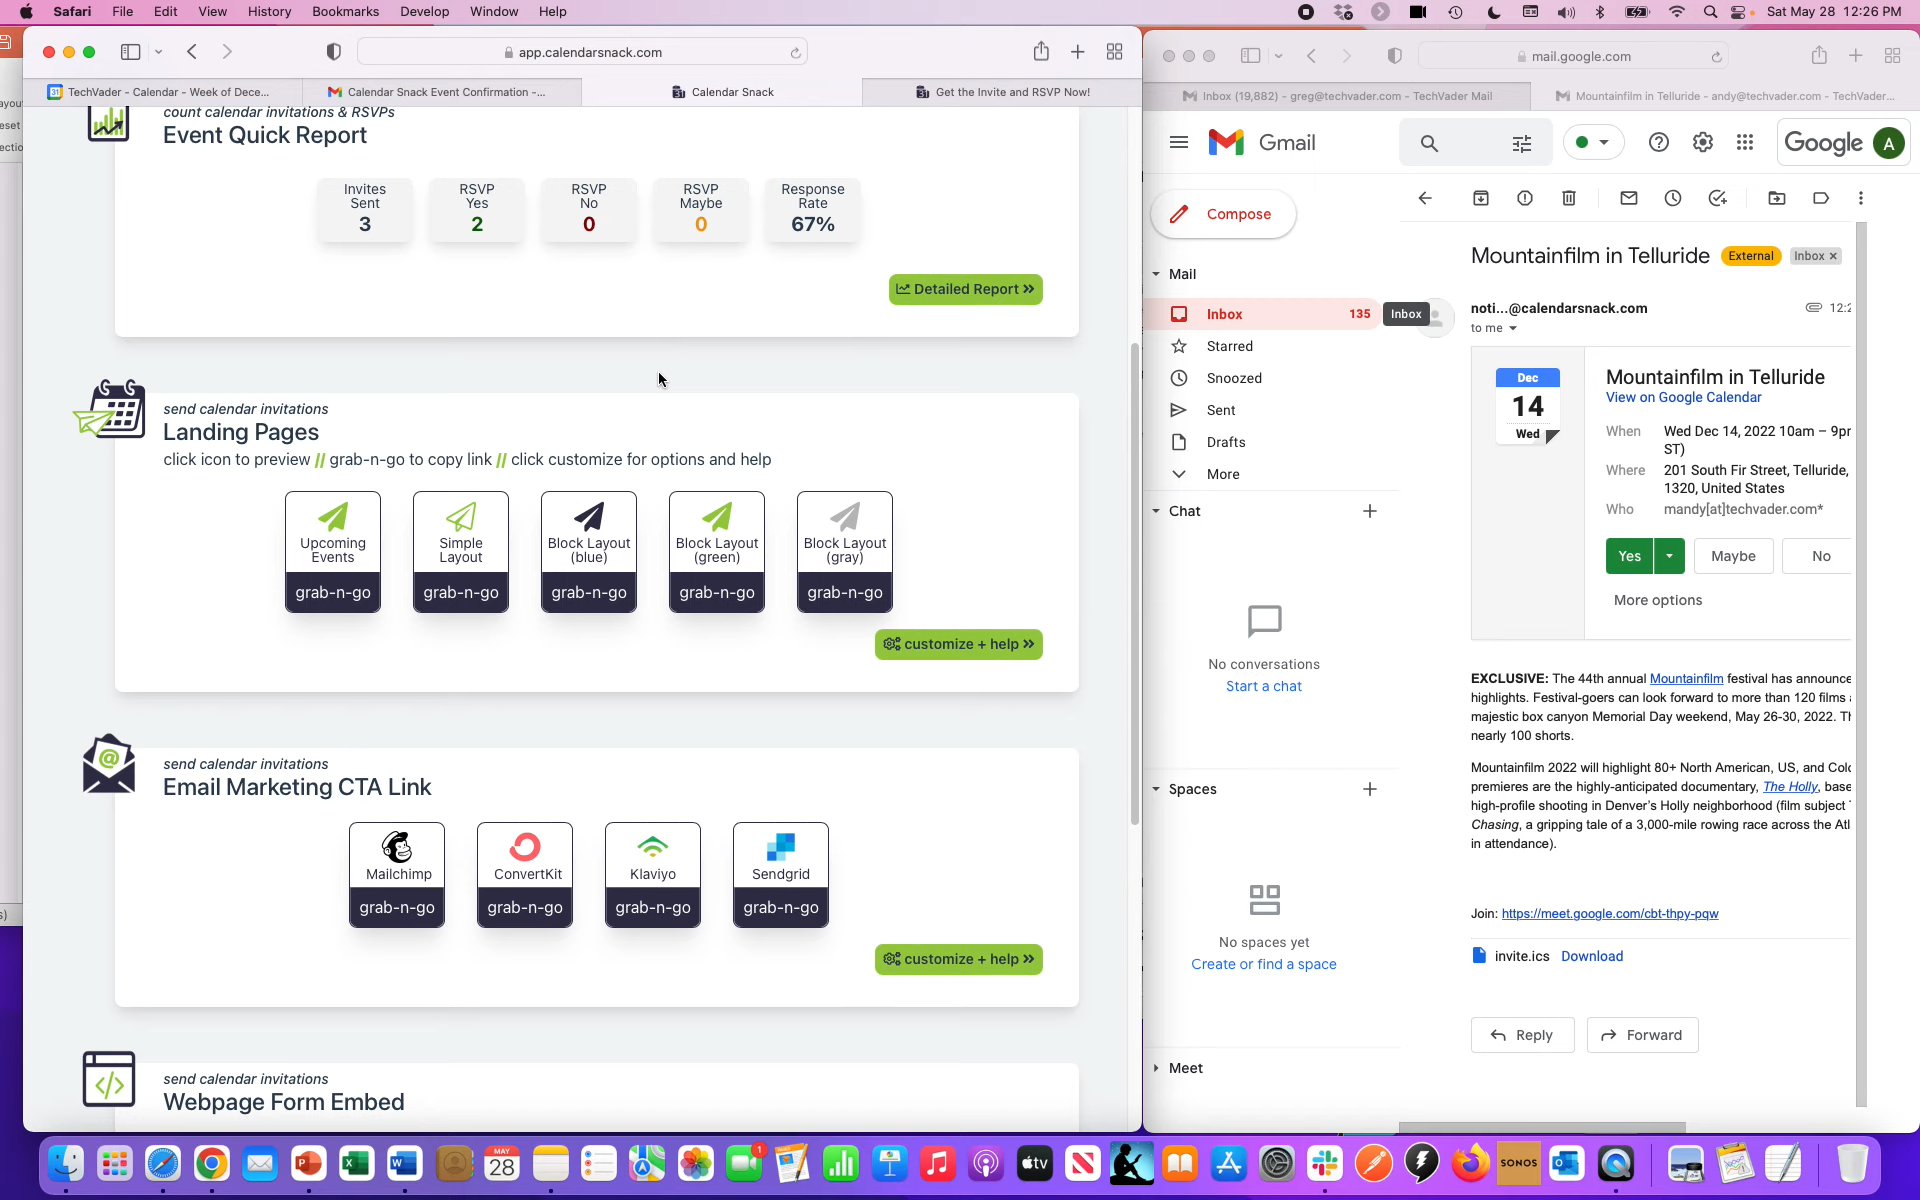 Safari File Edit View History Bookmarks Develop Window Help
Sat May 28 12:26 PM
app.calendarsnack.com
TechVader - Calendar - Week of Dece...
Calendar Snack Event Confirmation -...
Calendar Snack
Get the Invite and RSVP Now!
count calendar invitations & RSVPs
Event Quick Report
Invites Sent
3
RSVP Yes
2
RSVP No
0
RSVP Maybe
0
Response Rate
67%
Detailed Report »
send calendar invitations
Landing Pages
click icon to preview // grab-n-go to copy link // click customize for options and help
Upcoming Events
grab-n-go
Simple Layout
grab-n-go
Block Layout (blue)
grab-n-go
Block Layout (green)
grab-n-go
Block Layout (gray)
grab-n-go
customize + help »
send calendar invitations
Email Marketing CTA Link
Mailchimp
grab-n-go
ConvertKit
grab-n-go
Klaviyo
grab-n-go
Sendgrid
grab-n-go
customize + help »
send calendar invitations
Webpage Form Embed
mail.google.com
Inbox (19,882) - greg@techvader.com - TechVader Mail
Mountainfilm in Telluride - andy@techvader.com - TechVader...
Gmail
Google A
Compose
Mail
Inbox 135
Inbox
Starred
Snoozed
Sent
Drafts
More
Chat
No conversations
Start a chat
Spaces
No spaces yet
Create or find a space
Meet
Mountainfilm in Telluride External Inbox ×
noti...@calendarsnack.com
12:2
to me
Dec
14
Wed
Mountainfilm in Telluride
View on Google Calendar
When Wed Dec 14, 2022 10am – 9pm
ST)
Where 201 South Fir Street, Telluride,
1320, United States
Who mandy[at]techvader.com*
Yes Maybe No
More options
EXCLUSIVE: The 44th annual Mountainfilm festival has announce
highlights. Festival-goers can look forward to more than 120 films
majestic box canyon Memorial Day weekend, May 26-30, 2022. Th
nearly 100 shorts.
Mountainfilm 2022 will highlight 80+ North American, US, and Colo
premieres are the highly-anticipated documentary, The Holly, base
high-profile shooting in Denver's Holly neighborhood (film subject
Chasing, a gripping tale of a 3,000-mile rowing race across the Atl
in attendance).
Join: https://meet.google.com/cbt-thpy-pqw
invite.ics Download
Reply
Forward
MAY
28
1
tv
SONOS